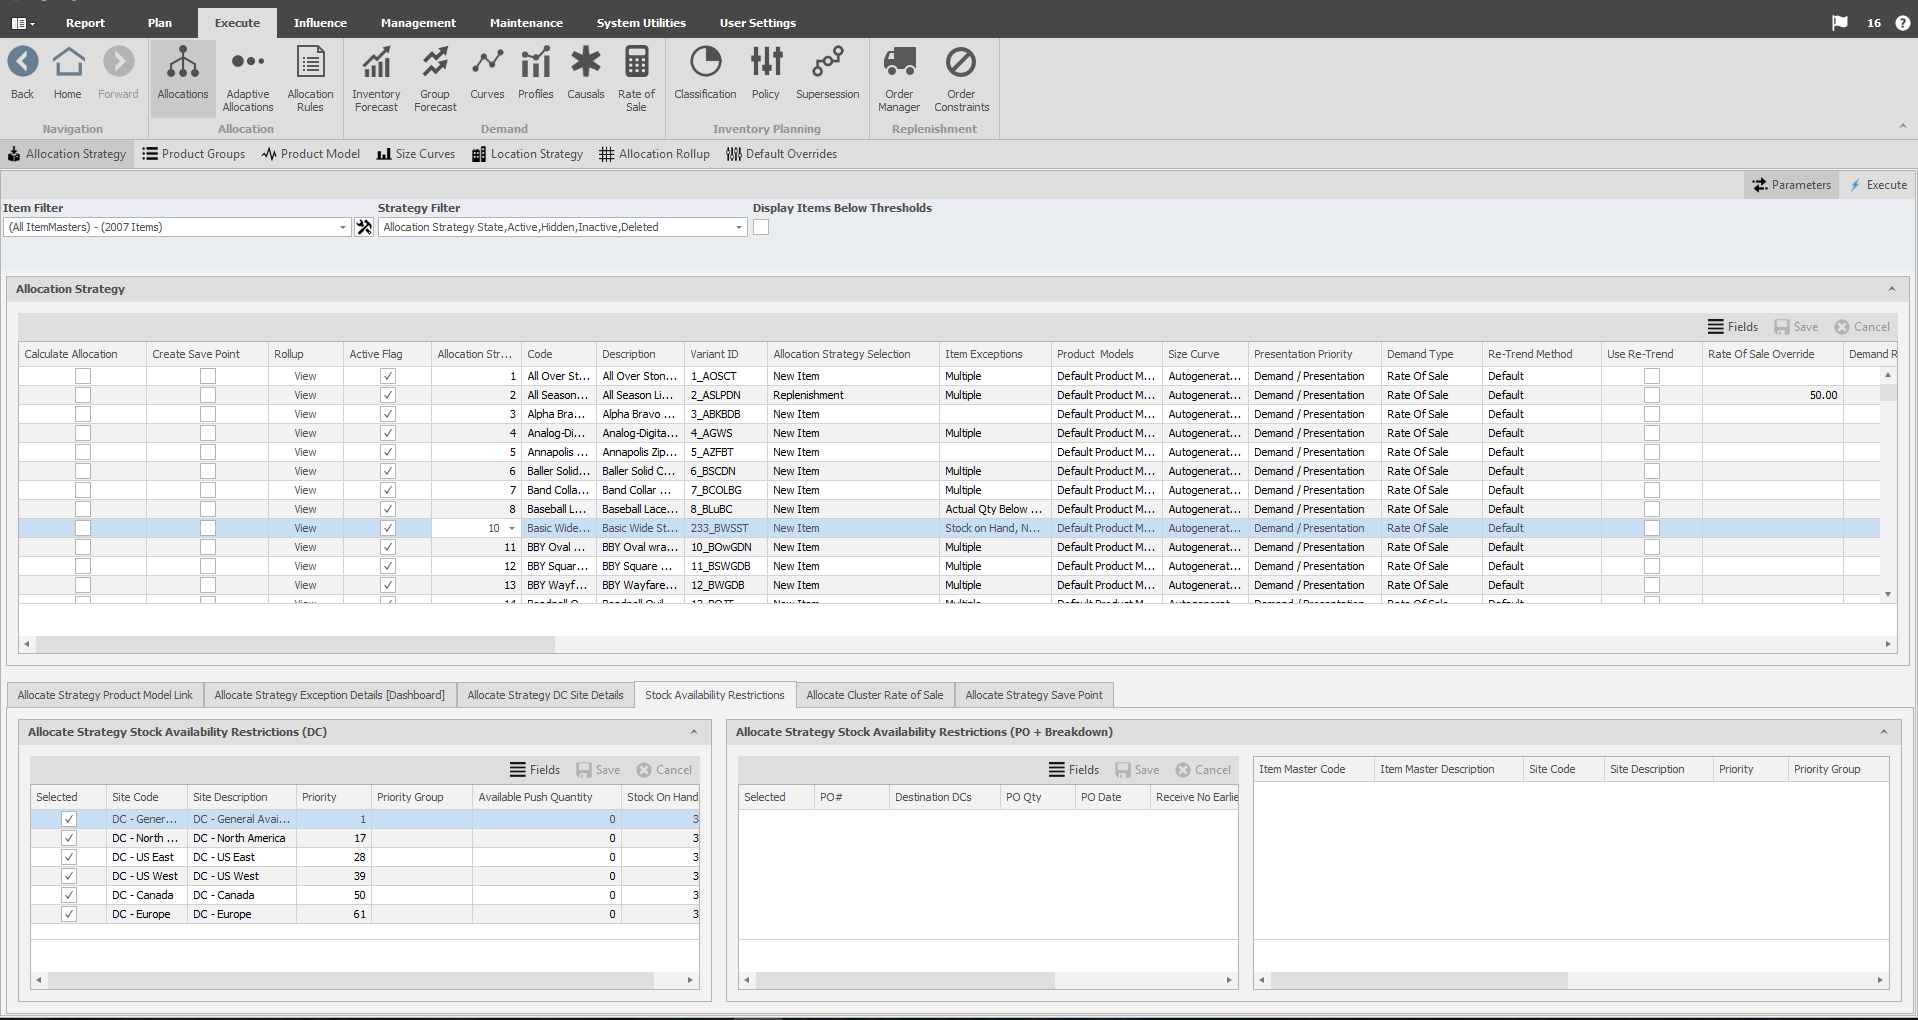 Report Plan Execute Influence Management Maintenance System Utilities User Settings 16
Back Home Forward Allocations Adaptive Allocations Allocation Rules Inventory Forecast Group Forecast Curves Profiles Causals Rate of Sale Classification Policy Supersession Order Manager Order Constraints
Navigation Allocation Demand Inventory Planning Replenishment
Allocation Strategy Product Groups Product Model Size Curves Location Strategy Allocation Rollup Default Overrides
Parameters Execute
Item Filter Strategy Filter Display Items Below Thresholds
(All ItemMasters) - (2007 Items) Allocation Strategy State,Active,Hidden,Inactive,Deleted
Allocation Strategy
Fields Save Cancel
Calculate Allocation Create Save Point Rollup Active Flag Allocation Str... Code Description Variant ID Allocation Strategy Selection Item Exceptions Product Models Size Curve Presentation Priority Demand Type Re-Trend Method Use Re-Trend Rate Of Sale Override Demand R
View 1 All Over St... All Over Ston... 1_AOSCT New Item Multiple Default Product M... Autogenerat... Demand / Presentation Rate Of Sale Default
View 2 All Season... All Season Li... 2_ASLPDN Replenishment Multiple Default Product M... Autogenerat... Demand / Presentation Rate Of Sale Default 50.00
View 3 Alpha Bra... Alpha Bravo ... 3_ABKBDB New Item Default Product M... Autogenerat... Demand / Presentation Rate Of Sale Default
View 4 Analog-Di... Analog-Digita... 4_AGWS New Item Multiple Default Product M... Autogenerat... Demand / Presentation Rate Of Sale Default
View 5 Annapolis ... Annapolis Zip... 5_AZFBT New Item Default Product M... Autogenerat... Demand / Presentation Rate Of Sale Default
View 6 Baller Solid... Baller Solid C... 6_BSCDN New Item Multiple Default Product M... Autogenerat... Demand / Presentation Rate Of Sale Default
View 7 Band Colla... Band Collar ... 7_BCOLBG New Item Multiple Default Product M... Autogenerat... Demand / Presentation Rate Of Sale Default
View 8 Baseball L... Baseball Lace... 8_BLuBC New Item Actual Qty Below ... Default Product M... Autogenerat... Demand / Presentation Rate Of Sale Default
View 10 Basic Wide... Basic Wide St... 233_BWSST New Item Stock on Hand, N... Default Product M... Autogenerat... Demand / Presentation Rate Of Sale Default
View 11 BBY Oval ... BBY Oval wra... 10_BOwGDN New Item Multiple Default Product M... Autogenerat... Demand / Presentation Rate Of Sale Default
View 12 BBY Squar... BBY Square ... 11_BSWGDB New Item Multiple Default Product M... Autogenerat... Demand / Presentation Rate Of Sale Default
View 13 BBY Wayf... BBY Wayfare... 12_BWGDB New Item Multiple Default Product M... Autogenerat... Demand / Presentation Rate Of Sale Default
Allocate Strategy Product Model Link Allocate Strategy Exception Details [Dashboard] Allocate Strategy DC Site Details Stock Availability Restrictions Allocate Cluster Rate of Sale Allocate Strategy Save Point
Allocate Strategy Stock Availability Restrictions (DC)
Fields Save Cancel
Selected Site Code Site Description Priority Priority Group Available Push Quantity Stock On Hand
DC - Gener... DC - General Avai... 1 0 3
DC - North ... DC - North America 17 0 3
DC - US East DC - US East 28 0 3
DC - US West DC - US West 39 0 3
DC - Canada DC - Canada 50 0 3
DC - Europe DC - Europe 61 0 3
Allocate Strategy Stock Availability Restrictions (PO + Breakdown)
Fields Save Cancel
Selected PO# Destination DCs PO Qty PO Date Receive No Earlie
Item Master Code Item Master Description Site Code Site Description Priority Priority Group